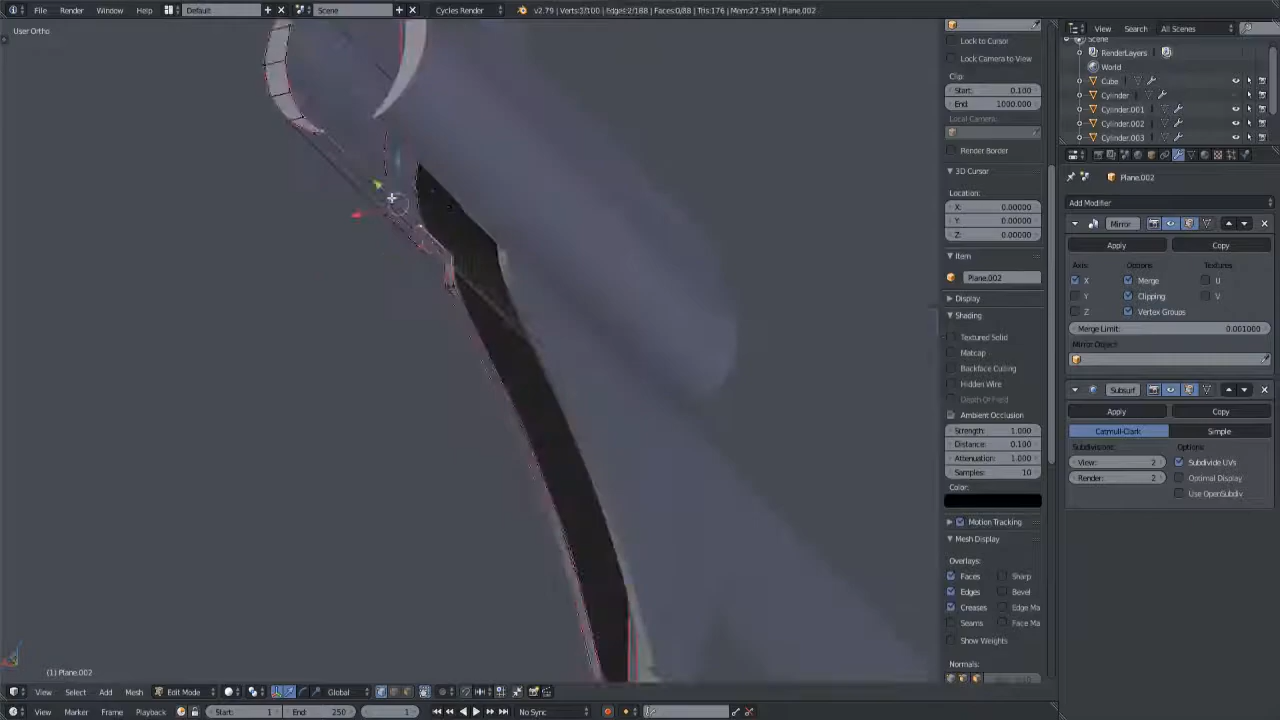 File Render Window Help Default Scene Cycles Render v2.79 | Verts:3/100 | Edges:2/188 | Faces:0/88 | Tris:176 | Mem:27.55M | Plane.002
User Ortho
Lock to Cursor
Lock Camera to View
Clip:
Start: 0.100
End: 1000.000
Local Camera:
Render Border
3D Cursor
Location:
X: 0.00000
Y: 0.00000
Z: 0.00000
Item
Plane.002
Display
Shading
Textured Solid
Matcap
Backface Culling
Hidden Wire
Depth Of Field
Ambient Occlusion
Strength: 1.000
Distance: 0.100
Attenuation: 1.000
Samples: 10
Color:
Motion Tracking
Mesh Display
Overlays:
Faces Sharp
Edges Bevel
Creases Edge Ma
Seams Face Ma
Show Weights
Normals:
View Search All Scenes
Scene
RenderLayers
World
Cube
Cylinder
Cylinder.001
Cylinder.002
Cylinder.003
Plane.002
Add Modifier
Mirror
Apply Copy
Axis: Options: Textures:
X Merge U
Y Clipping V
Z Vertex Groups
Merge Limit: 0.001000
Mirror Object:
Subsurf
Apply Copy
Catmull-Clark Simple
Subdivisions: Options:
View: 2 Subdivide UVs
Render: 2 Optimal Display
Use OpenSubdiv
(1) Plane.002
View Select Add Mesh Edit Mode Global
View Marker Frame Playback Start: 1 End: 250 1 No Sync